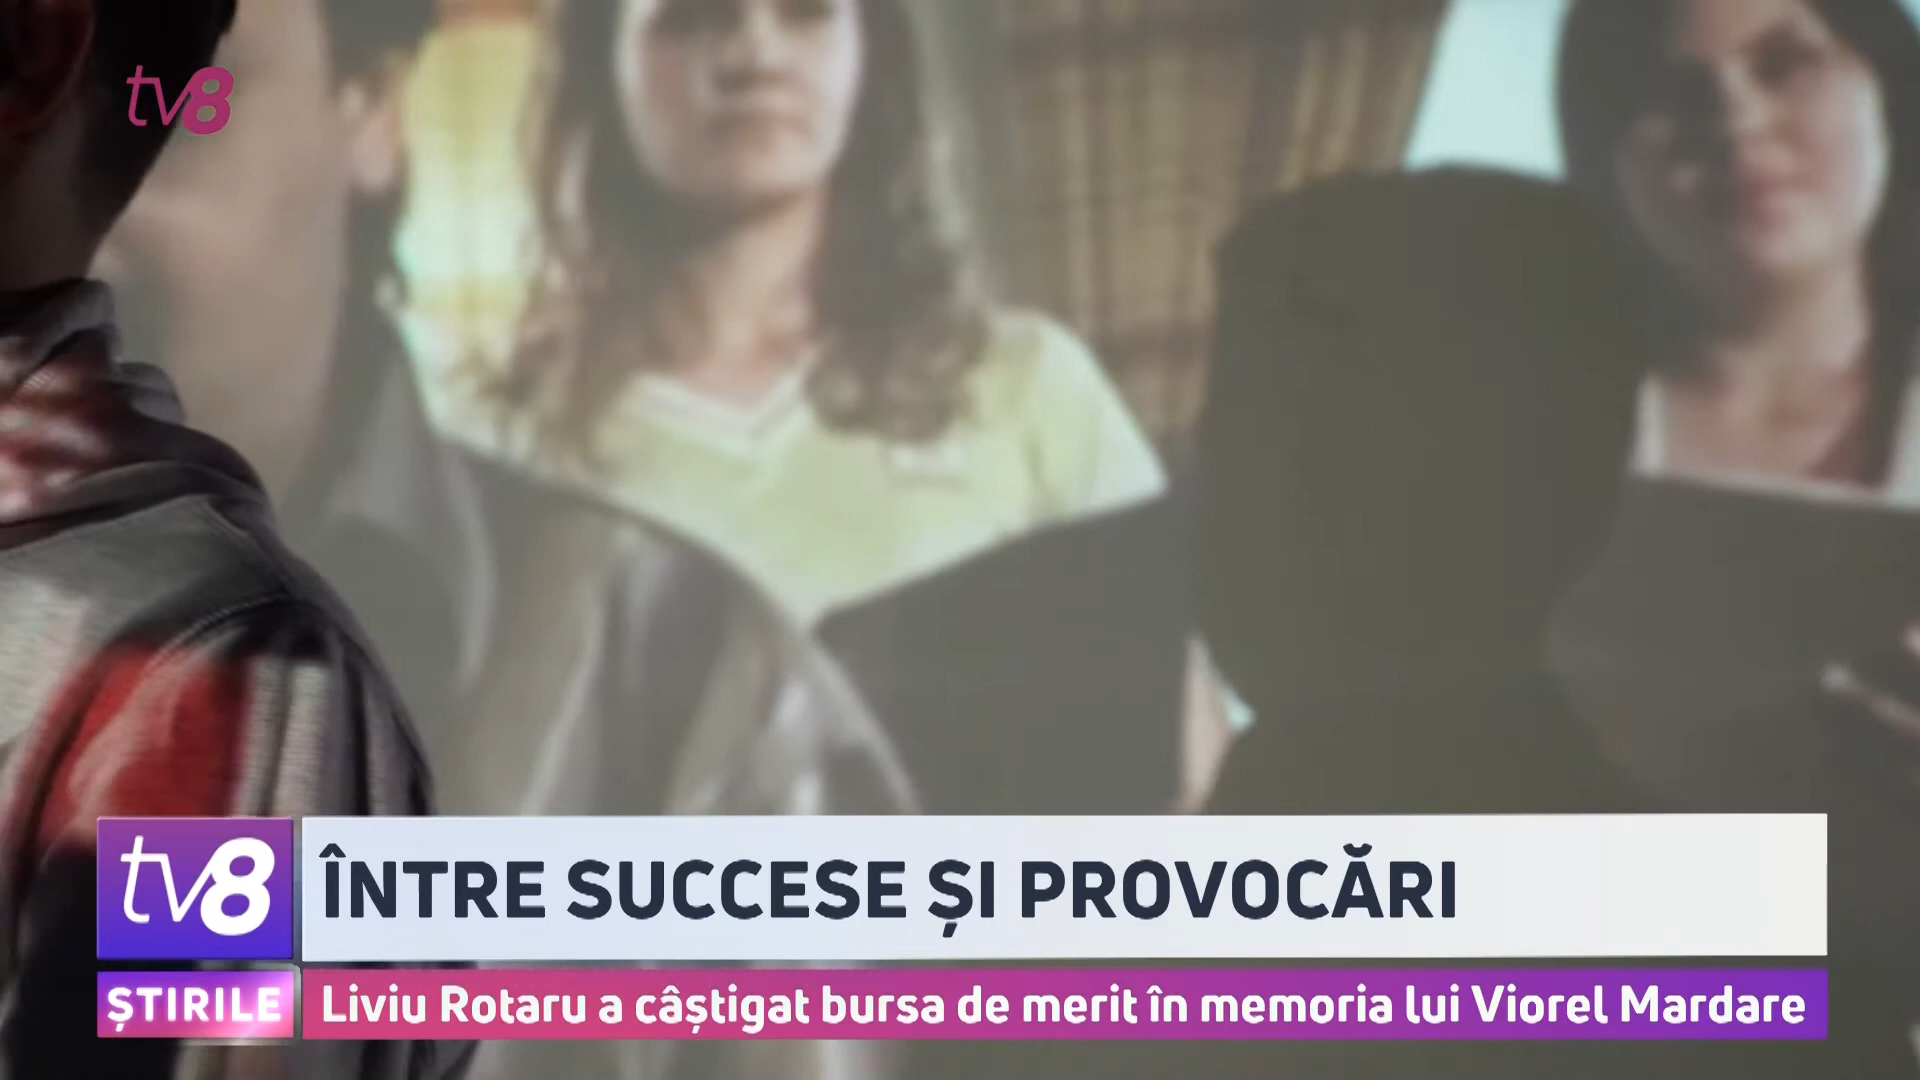 tv8
tv8
ÎNTRE SUCCESE ȘI PROVOCĂRI
ȘTIRILE
Liviu Rotaru a câștigat bursa de merit în memoria lui Viorel Mardare